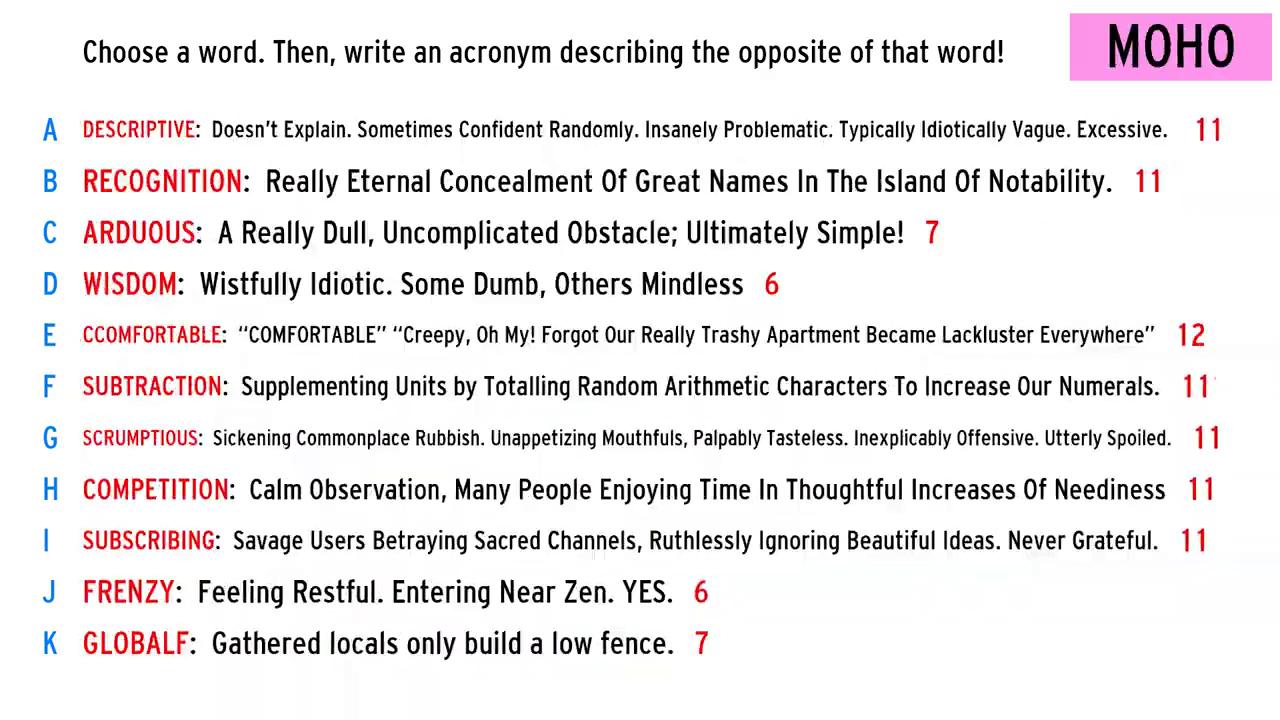 Choose a word. Then, write an acronym describing the opposite of that word!
MOHO
A DESCRIPTIVE: Doesn't Explain. Sometimes Confident Randomly. Insanely Problematic. Typically Idiotically Vague. Excessive. 11
B RECOGNITION: Really Eternal Concealment Of Great Names In The Island Of Notability. 11
C ARDUOUS: A Really Dull, Uncomplicated Obstacle; Ultimately Simple! 7
D WISDOM: Wistfully Idiotic. Some Dumb, Others Mindless 6
E CCOMFORTABLE: “COMFORTABLE” “Creepy, Oh My! Forgot Our Really Trashy Apartment Became Lackluster Everywhere” 12
F SUBTRACTION: Supplementing Units by Totalling Random Arithmetic Characters To Increase Our Numerals. 11
G SCRUMPTIOUS: Sickening Commonplace Rubbish. Unappetizing Mouthfuls, Palpably Tasteless. Inexplicably Offensive. Utterly Spoiled. 11
H COMPETITION: Calm Observation, Many People Enjoying Time In Thoughtful Increases Of Neediness 11
I SUBSCRIBING: Savage Users Betraying Sacred Channels, Ruthlessly Ignoring Beautiful Ideas. Never Grateful. 11
J FRENZY: Feeling Restful. Entering Near Zen. YES. 6
K GLOBALF: Gathered locals only build a low fence. 7